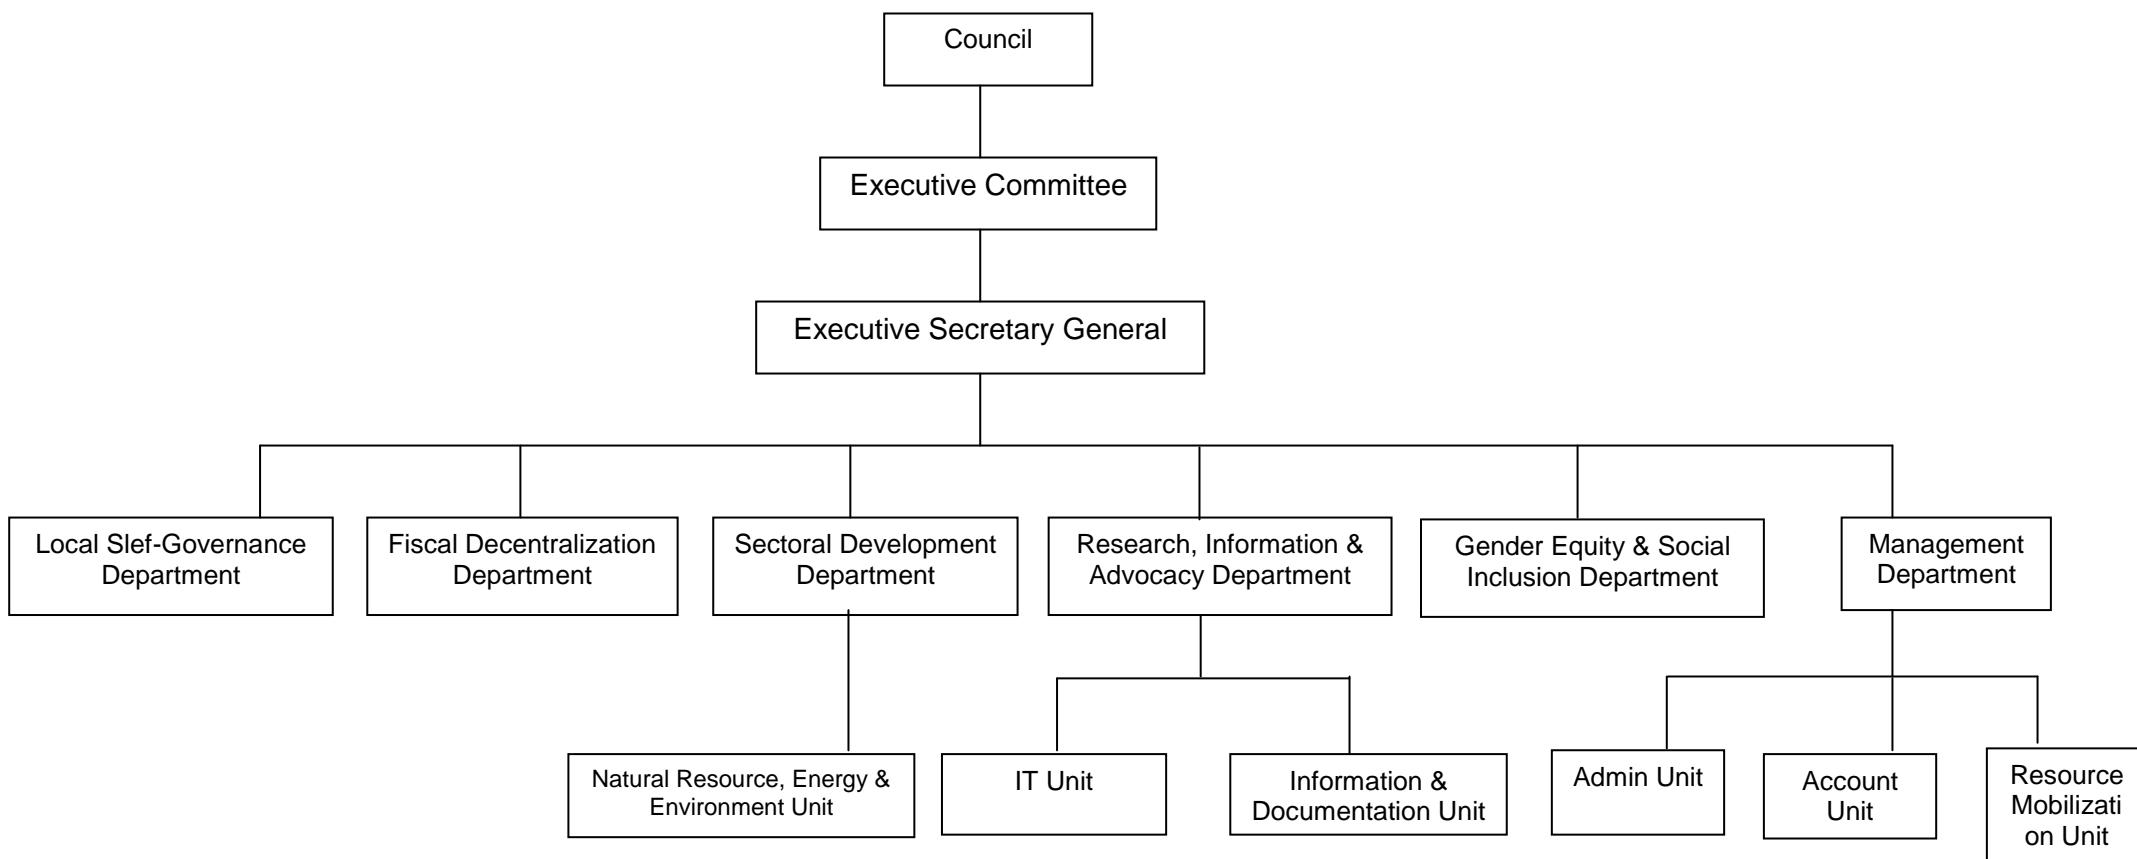 Council
Executive Committee
Executive Secretary General
Local Slef-Governance
Department
Fiscal Decentralization
Department
Sectoral Development
Department
Research, Information &
Advocacy Department
Gender Equity & Social
Inclusion Department
Management
Department
Natural Resource, Energy &
Environment Unit
IT Unit
Information &
Documentation Unit
Admin Unit
Account
Unit
Resource
Mobilizati
on Unit